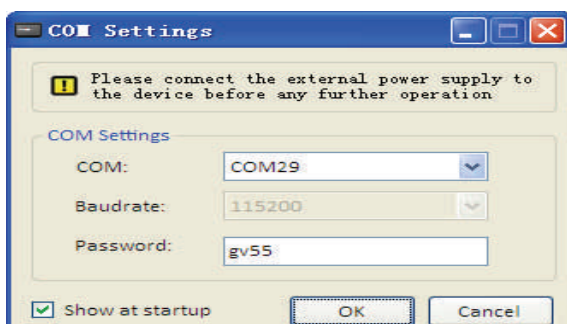 COM Settings
Please connect the external power supply to
the device before any further operation
COM Settings
COM: COM29
Baudrate: 115200
Password: gv55
Show at startup OK Cancel